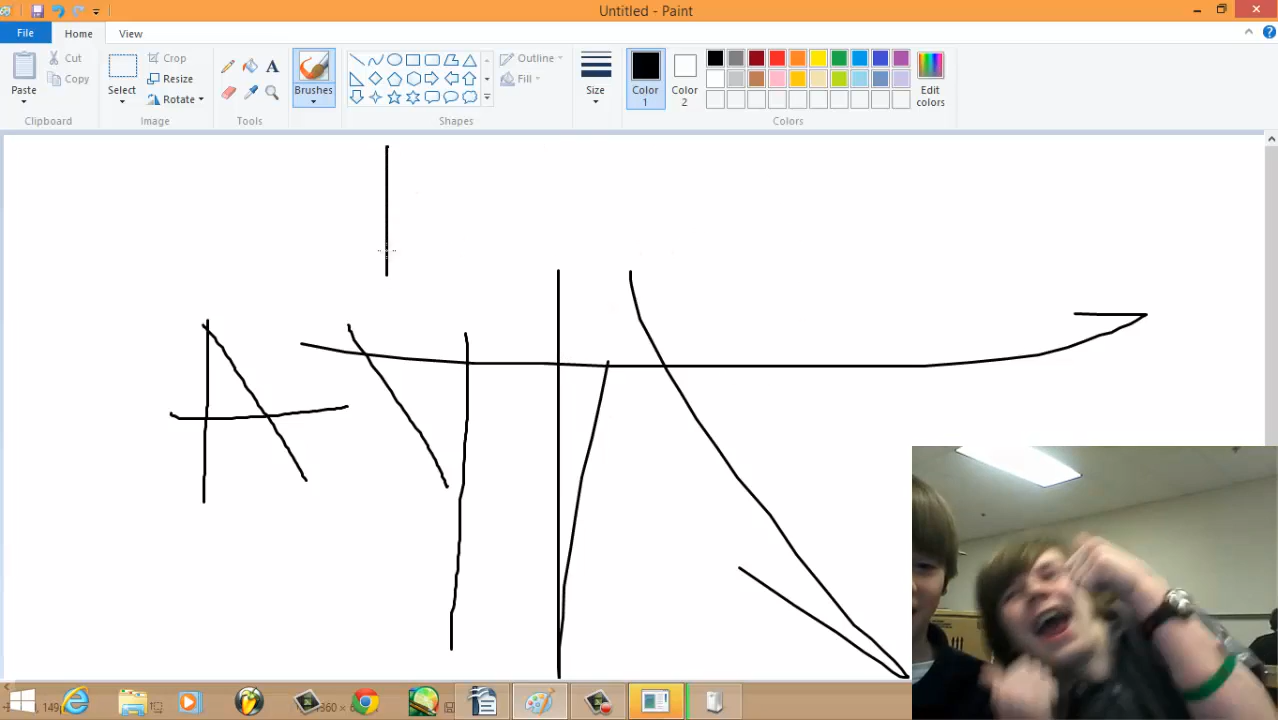 Untitled - Paint
File
Home
View
Paste
Cut
Copy
Clipboard
Select
Crop
Resize
Rotate
Image
Tools
Brushes
Shapes
Outline
Fill
Size
Color 1
Color 2
Edit colors
Colors